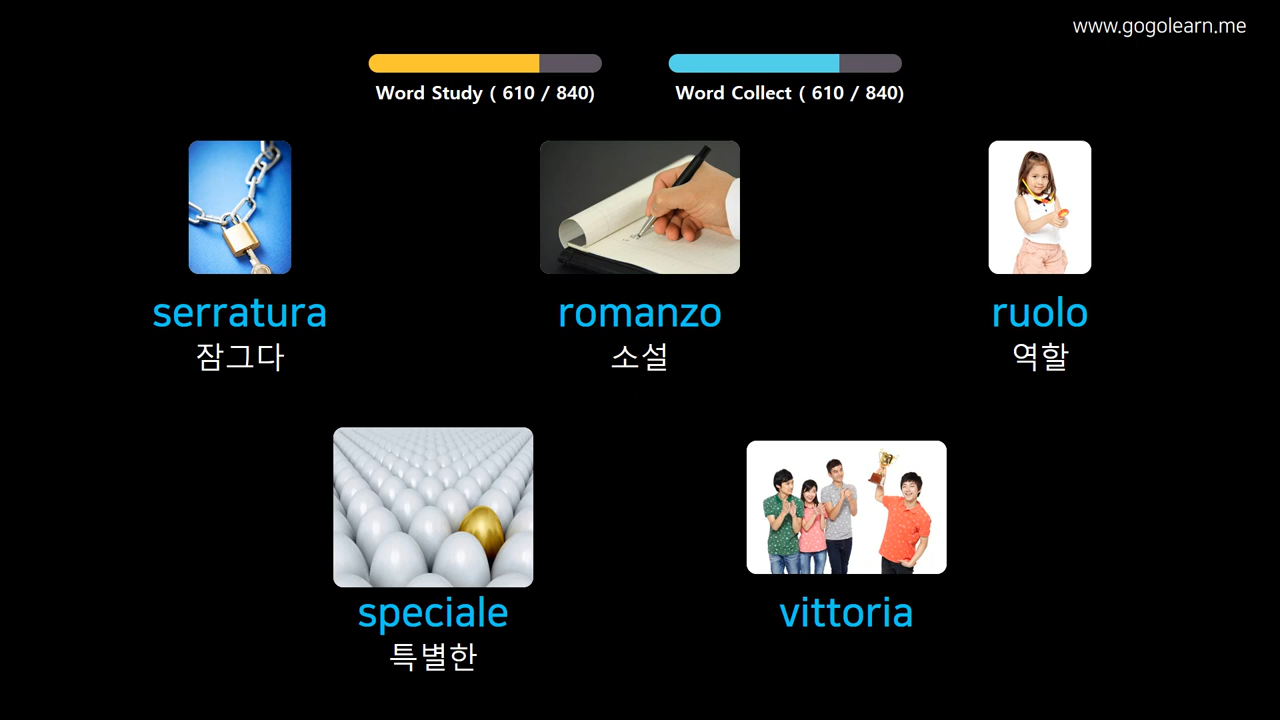 www.gogolearn.me
Word Study ( 610 / 840)
Word Collect ( 610 / 840)
serratura
잠그다
romanzo
소설
ruolo
역할
speciale
특별한
vittoria